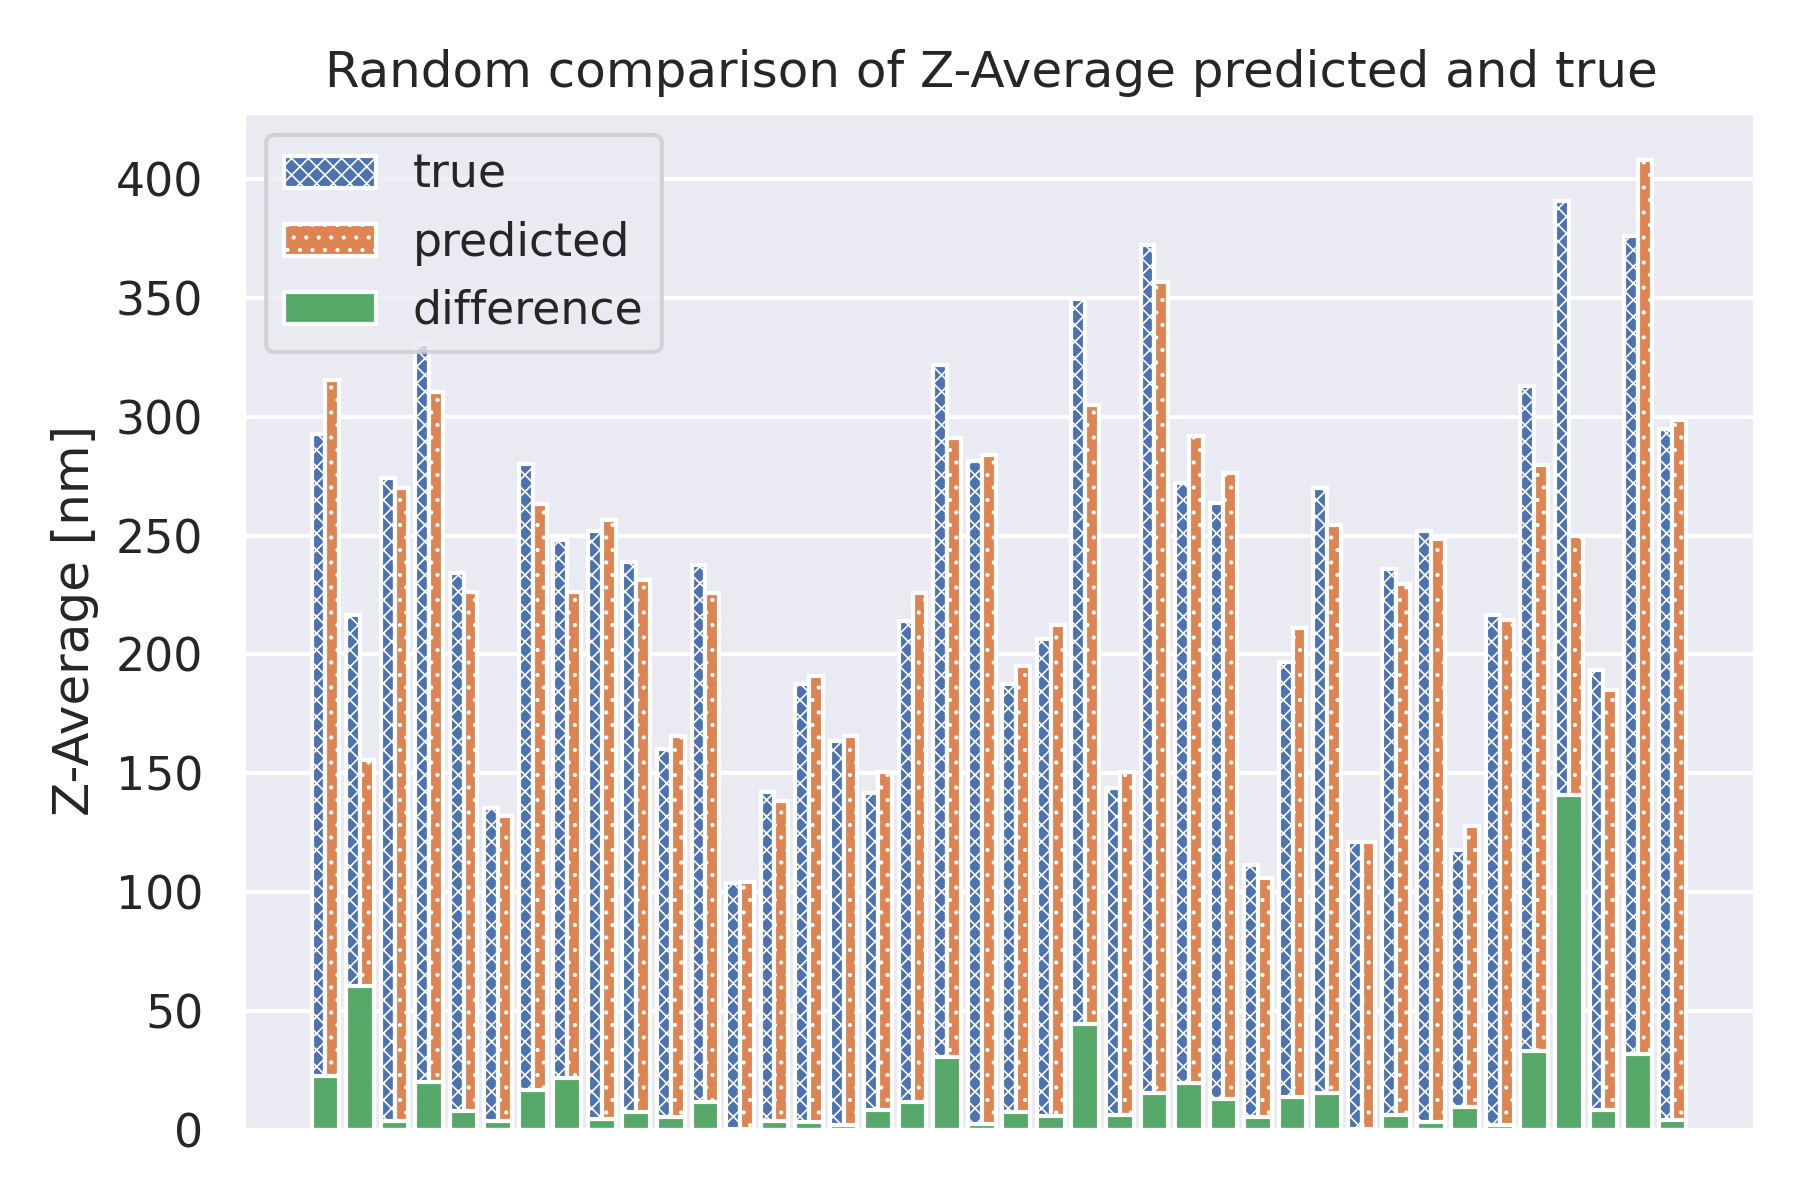 Random comparison of Z-Average predicted and true
true
predicted
difference
Z-Average [nm]
400
350
300
250
200
150
100
50
0